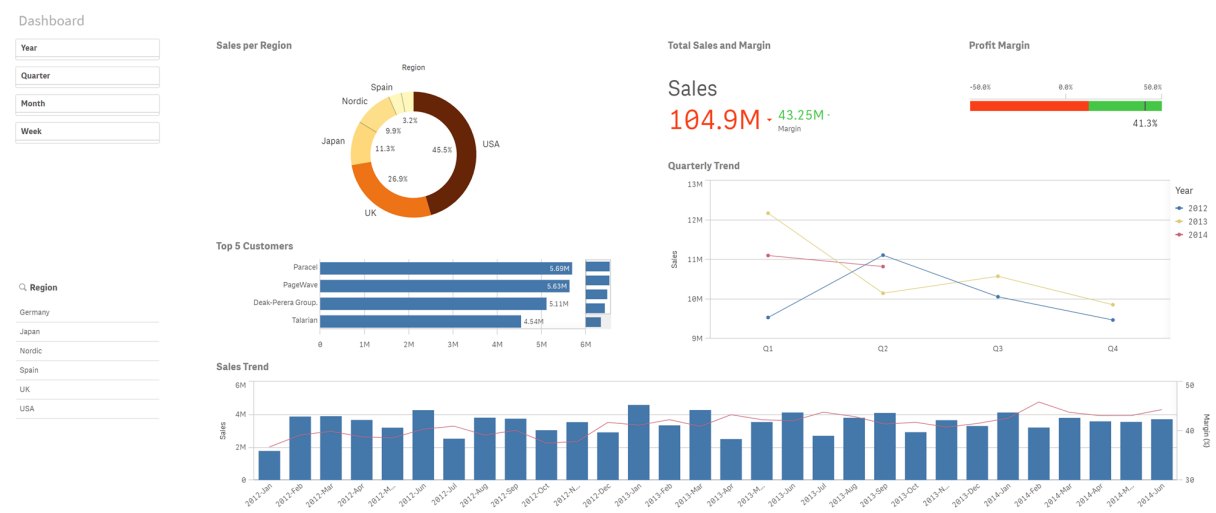 Dashboard
Year
Quarter
Month
Week
Region
Germany
Japan
Nordic
Spain
UK
USA
Sales per Region
Region
Spain
Nordic
Japan
UK
USA
3.2%
9.9%
11.3%
26.9%
45.5%
Top 5 Customers
Paracel
5.69M
PageWave
5.63M
Deak-Perera Group.
5.11M
Talarian
4.54M
0 1M 2M 3M 4M 5M 6M
Total Sales and Margin
Sales
104.9M
43.25M
Margin
Profit Margin
-50.0% 0.0% 50.0%
41.3%
Quarterly Trend
Sales
13M
12M
11M
10M
9M
Q1 Q2 Q3 Q4
Year
2012
2013
2014
Sales Trend
Sales
6M
4M
2M
0
50
40
30
Margin (%)
2012-Jan 2012-Feb 2012-Mar 2012-Apr 2012-M... 2012-Jun 2012-Jul 2012-Aug 2012-Sep 2012-Oct 2012-N... 2012-Dec 2013-Jan 2013-Feb 2013-Mar 2013-Apr 2013-M... 2013-Jun 2013-Jul 2013-Aug 2013-Sep 2013-Oct 2013-N... 2013-Dec 2014-Jan 2014-Feb 2014-Mar 2014-Apr 2014-M... 2014-Jun